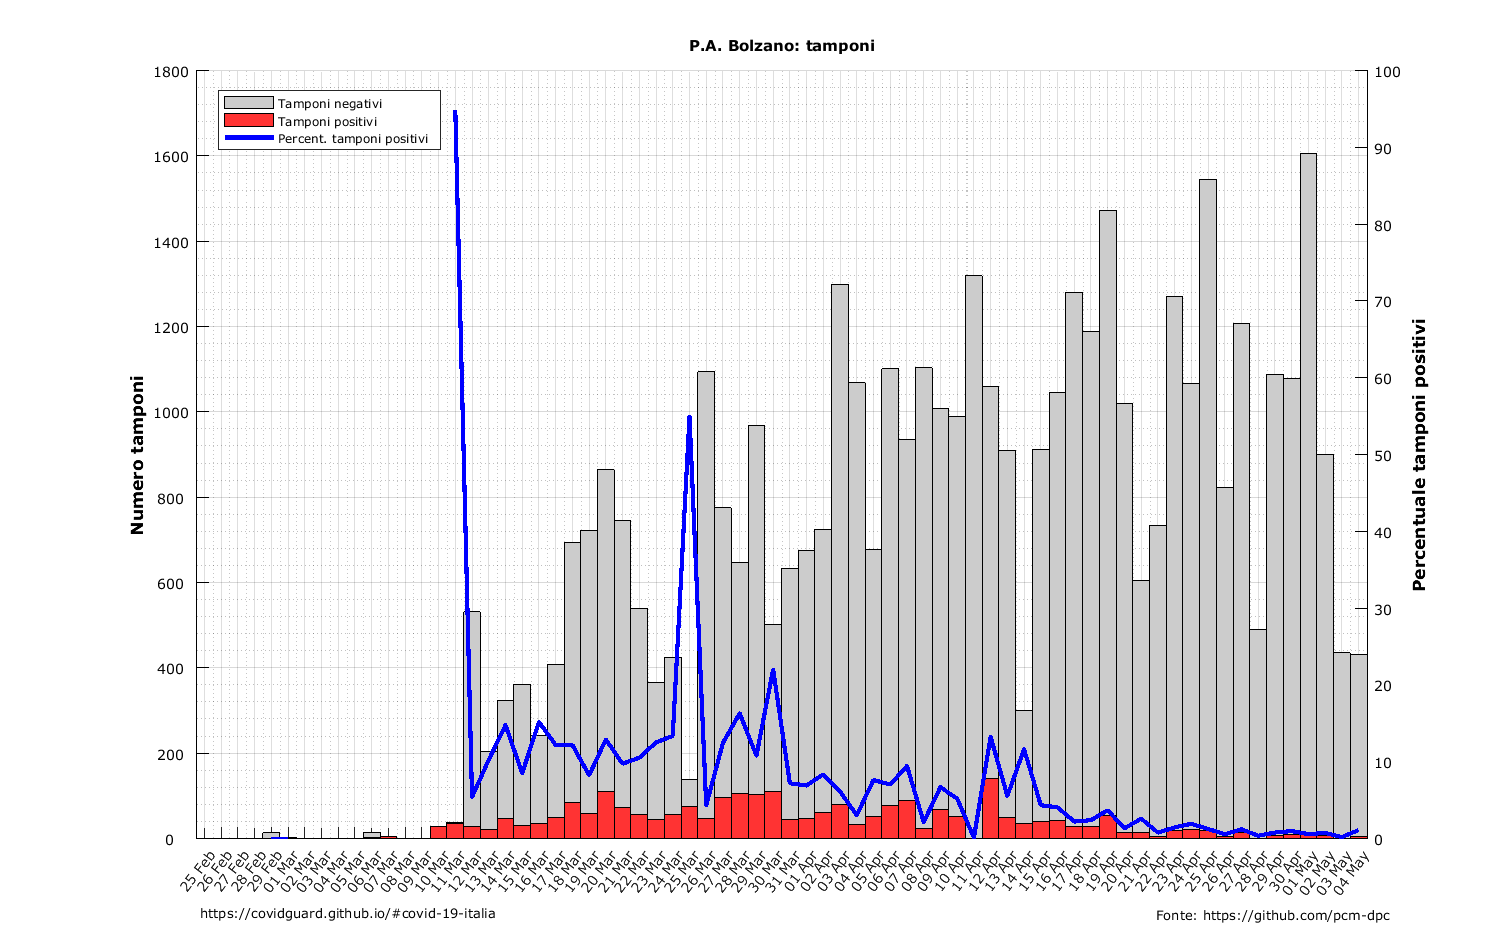 P.A. Bolzano: tamponi
Tamponi negativi
Tamponi positivi
Percent. tamponi positivi
Numero tamponi
1800
1600
1400
1200
1000
800
600
400
200
0
Percentuale tamponi positivi
100
90
80
70
60
50
40
30
20
10
0
25 Feb
26 Feb
27 Feb
28 Feb
29 Feb
01 Mar
02 Mar
03 Mar
04 Mar
05 Mar
06 Mar
07 Mar
08 Mar
09 Mar
10 Mar
11 Mar
12 Mar
13 Mar
14 Mar
15 Mar
16 Mar
17 Mar
18 Mar
19 Mar
20 Mar
21 Mar
22 Mar
23 Mar
24 Mar
25 Mar
26 Mar
27 Mar
28 Mar
29 Mar
30 Mar
31 Mar
01 Apr
02 Apr
03 Apr
04 Apr
05 Apr
06 Apr
07 Apr
08 Apr
09 Apr
10 Apr
11 Apr
12 Apr
13 Apr
14 Apr
15 Apr
16 Apr
17 Apr
18 Apr
19 Apr
20 Apr
21 Apr
22 Apr
23 Apr
24 Apr
25 Apr
26 Apr
27 Apr
28 Apr
29 Apr
30 Apr
01 May
02 May
03 May
04 May
https://covidguard.github.io/#covid-19-italia
Fonte: https://github.com/pcm-dpc